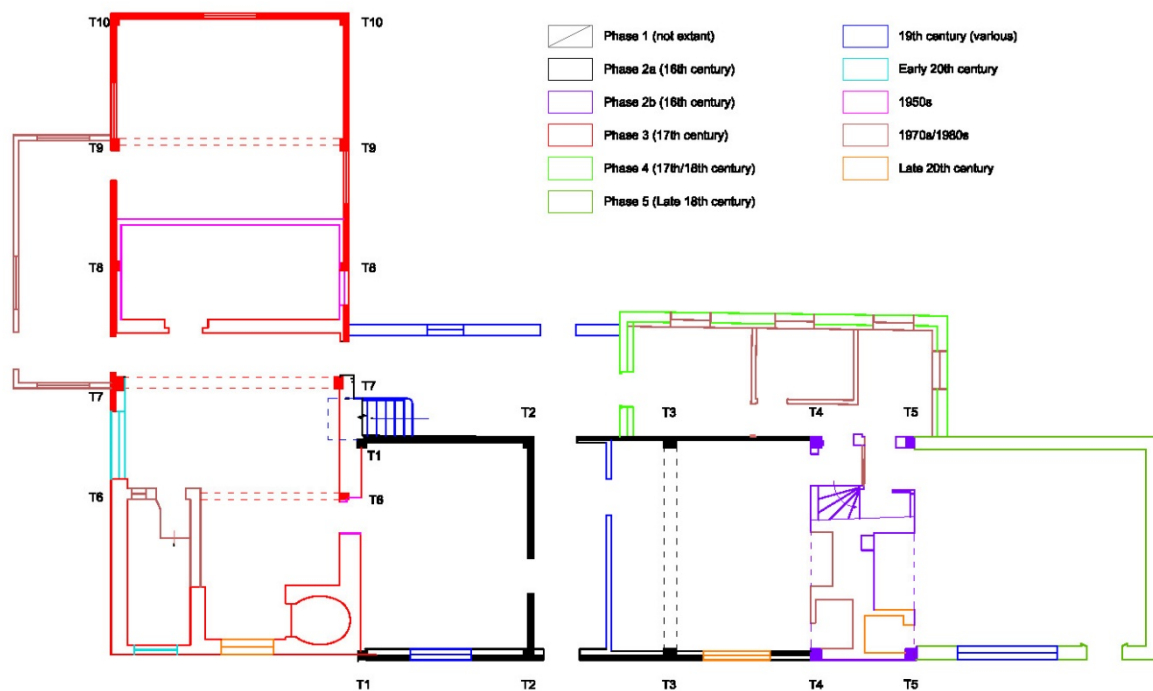 T10
T10
Phase 1 (not extant)
Phase 2a (16th century)
Phase 2b (16th century)
Phase 3 (17th century)
Phase 4 (17th/18th century)
Phase 5 (Late 18th century)
19th century (various)
Early 20th century
1950s
1970s/1980s
Late 20th century
T9
T9
T8
T8
T7
T7
T2
T3
T4
T5
T1
T6
T6
T1
T2
T3
T4
T5